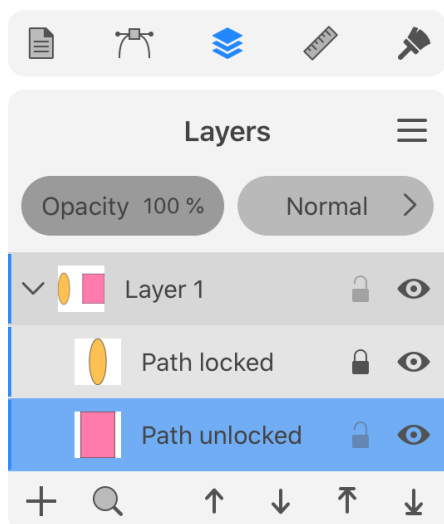 Layers
Opacity 100 % Normal
Layer 1
Path locked
Path unlocked